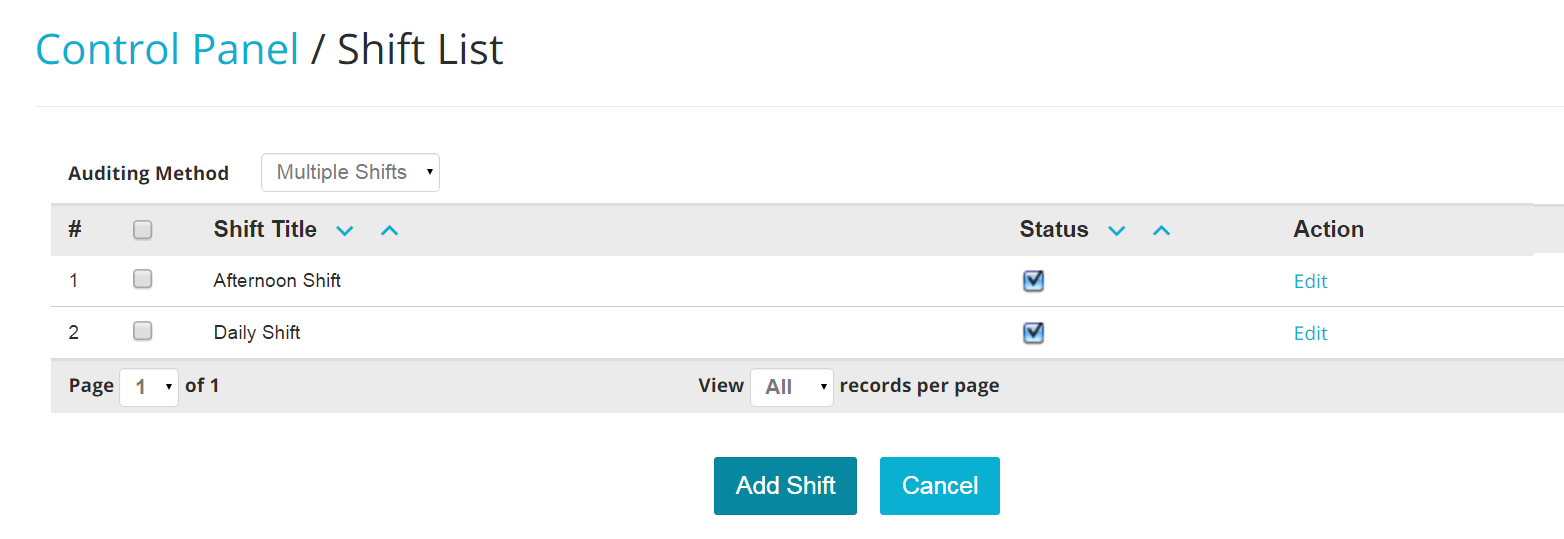 Control Panel / Shift List
Auditing Method Multiple Shifts
# Shift Title Status Action
1 Afternoon Shift Edit
2 Daily Shift Edit
Page 1 of 1 View All records per page
Add Shift Cancel